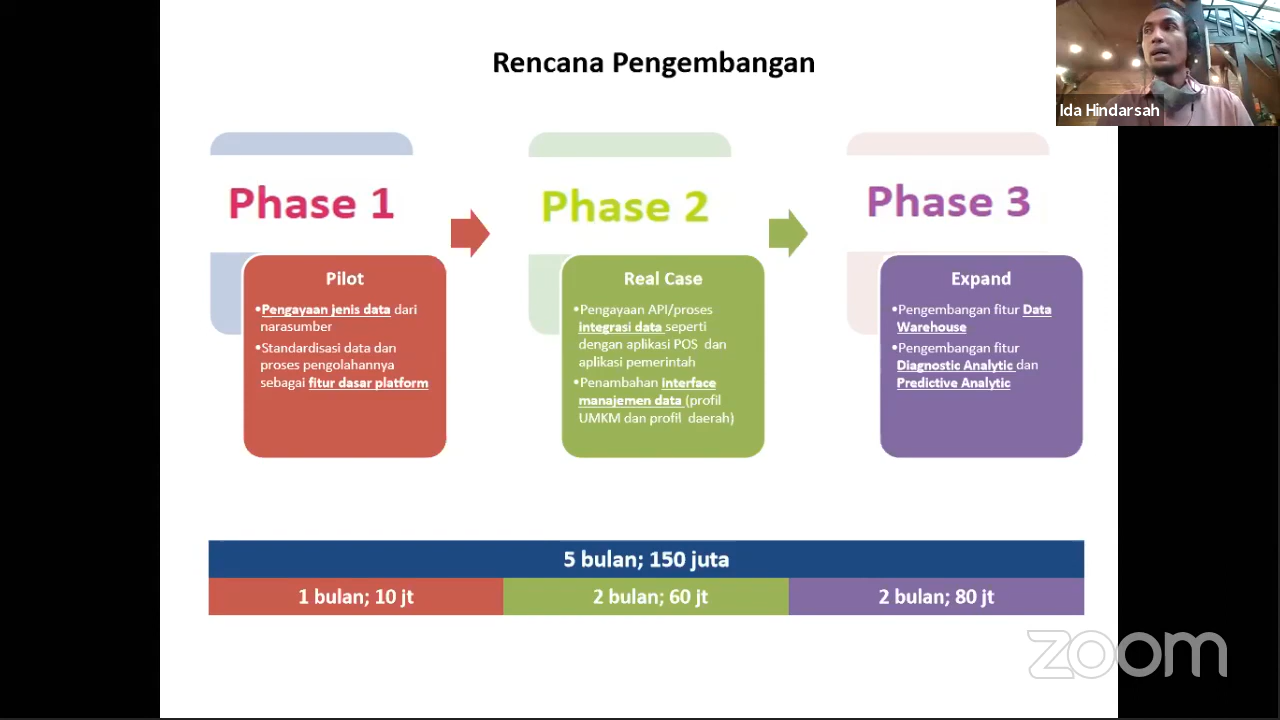 Rencana Pengembangan
Ida Hindarsah
Phase 1
Phase 2
Phase 3
Pilot
•Pengayaan jenis data dari
narasumber
•Standardisasi data dan
proses pengolahannya
sebagai fitur dasar platform
Real Case
•Pengayaan API/proses
integrasi data seperti
dengan aplikasi POS dan
aplikasi pemerintah
•Penambahan interface
manajemen data (profil
UMKM dan profil daerah)
Expand
•Pengembangan fitur Data
Warehouse
•Pengembangan fitur
Diagnostic Analytic dan
Predictive Analytic
5 bulan; 150 juta
1 bulan; 10 jt
2 bulan; 60 jt
2 bulan; 80 jt
zoom